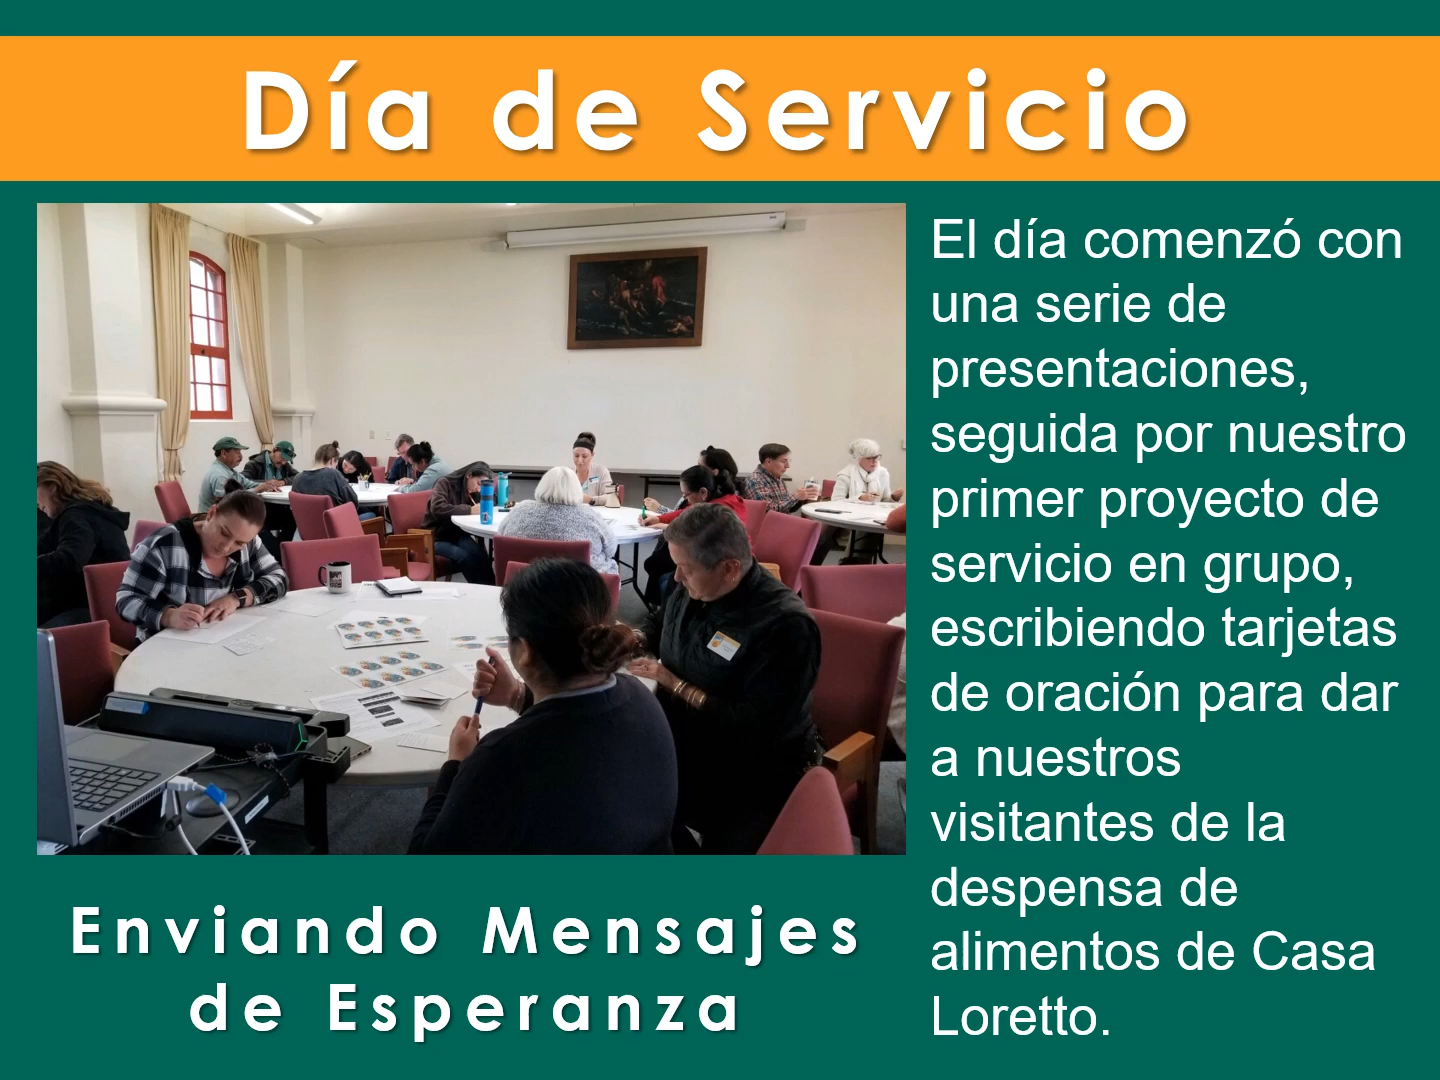 Día de Servicio
El día comenzó con
una serie de
presentaciones,
seguida por nuestro
primer proyecto de
servicio en grupo,
escribiendo tarjetas
de oración para dar
a nuestros
visitantes de la
despensa de
alimentos de Casa
Loretto.
Enviando Mensajes
de Esperanza